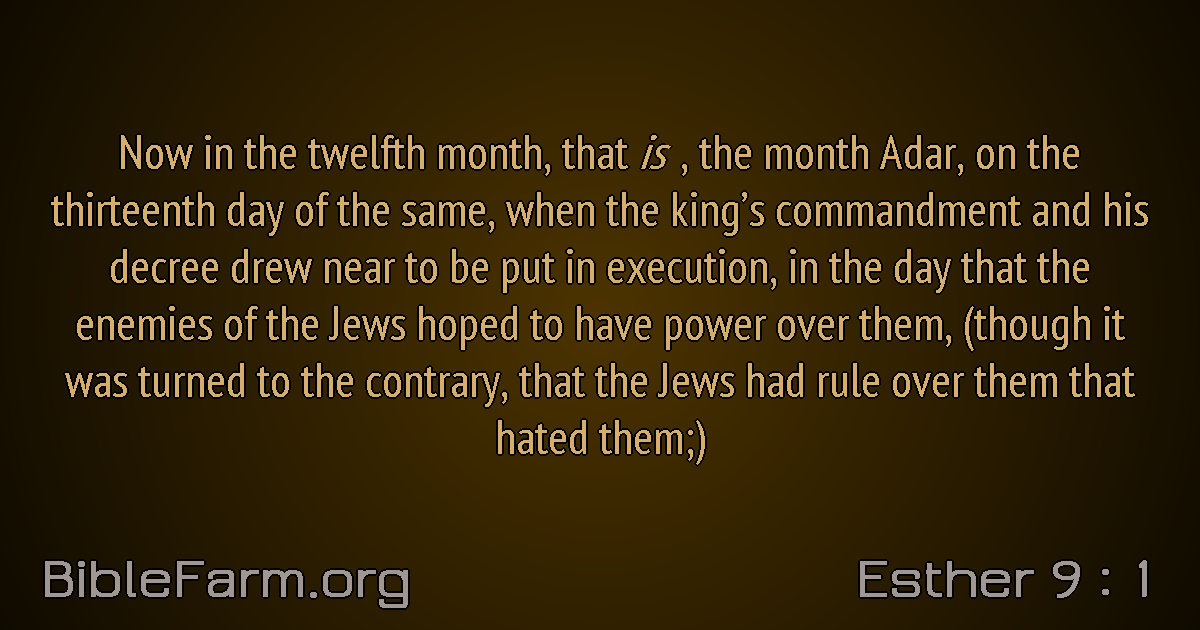 Now in the twelfth month, that is , the month Adar, on the
thirteenth day of the same, when the king’s commandment and his
decree drew near to be put in execution, in the day that the
enemies of the Jews hoped to have power over them, (though it
was turned to the contrary, that the Jews had rule over them that
hated them;)
BibleFarm.org
Esther 9 : 1